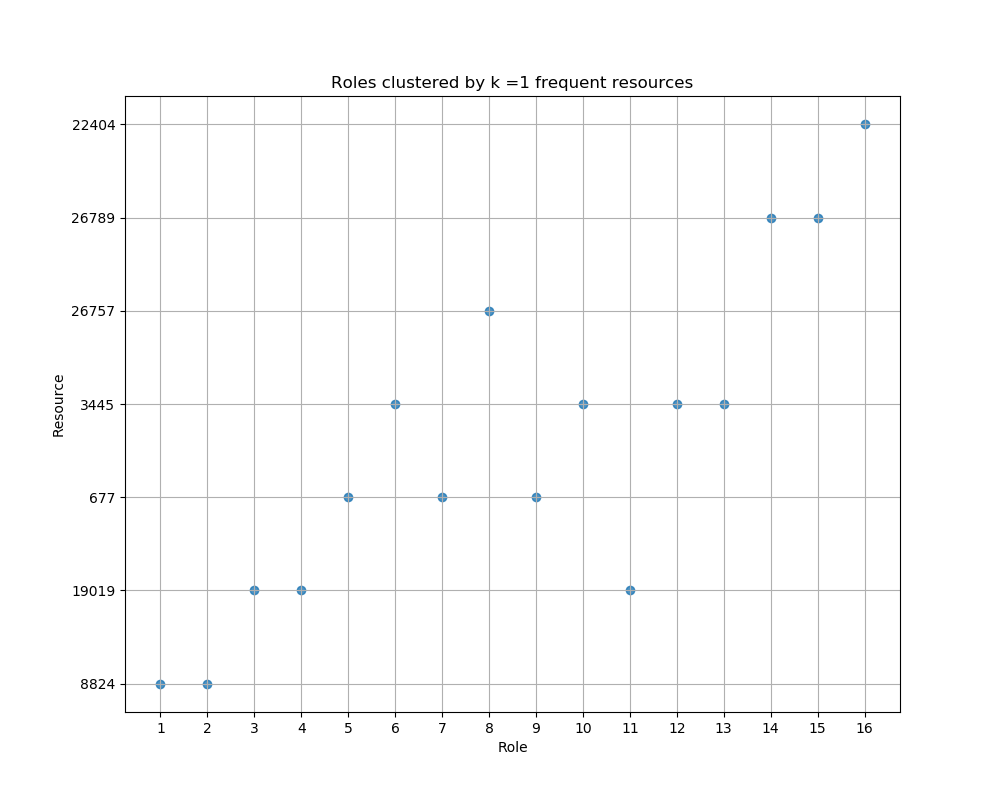 Roles clustered by k =1 frequent resources
22404
26789
26757
3445
677
19019
8824
Resource
1 2 3 4 5 6 7 8 9 10 11 12 13 14 15 16
Role